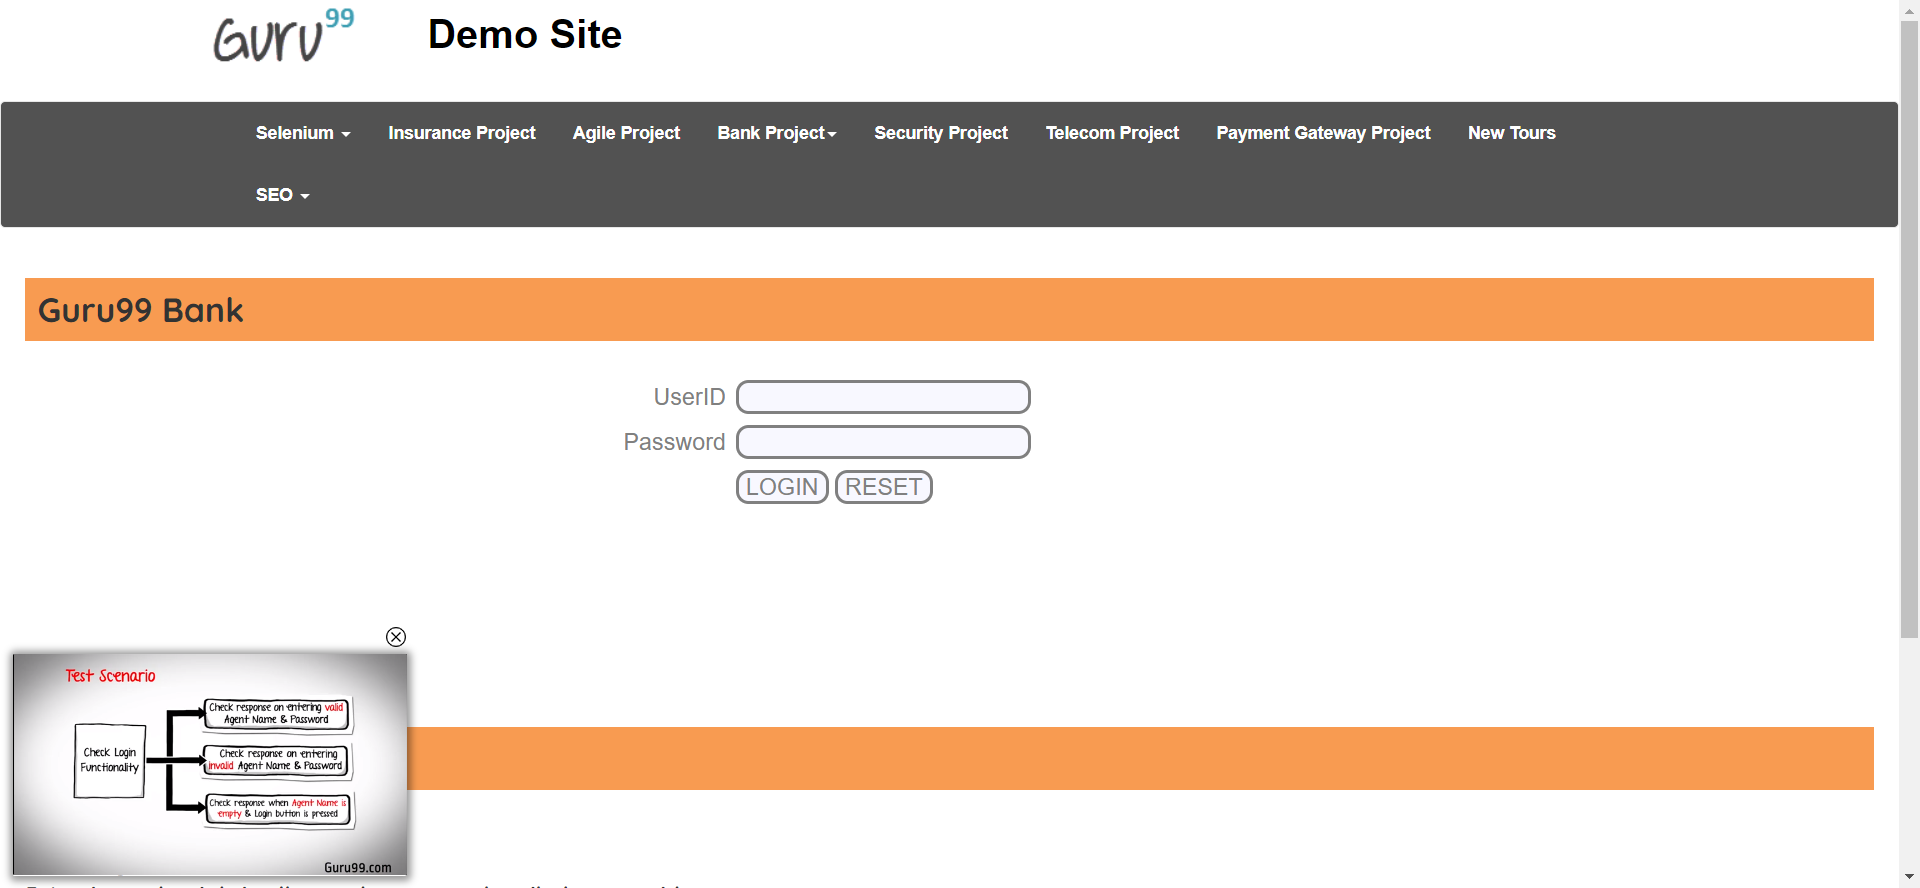 Guru99
Demo Site
Selenium
Insurance Project
Agile Project
Bank Project
Security Project
Telecom Project
Payment Gateway Project
New Tours
SEO
Guru99 Bank
UserID
Password
LOGIN RESET
Test Scenario
Check Login
Functionality
Check response on entering valid
Agent Name & Password
Check response on entering
invalid Agent Name & Password
Check response when Agent Name is
empty & Login button is pressed
Guru99.com